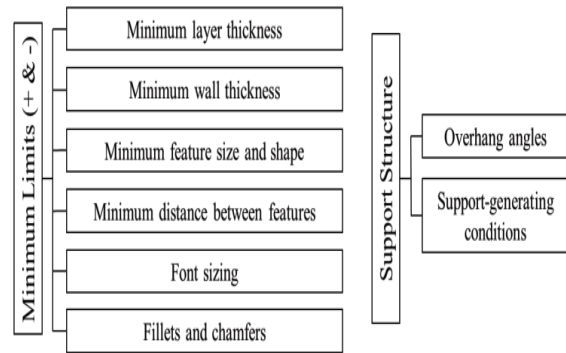 Minimum Limits (+ & -)
Minimum layer thickness
Minimum wall thickness
Minimum feature size and shape
Minimum distance between features
Font sizing
Fillets and chamfers
Support Structure
Overhang angles
Support-generating
conditions